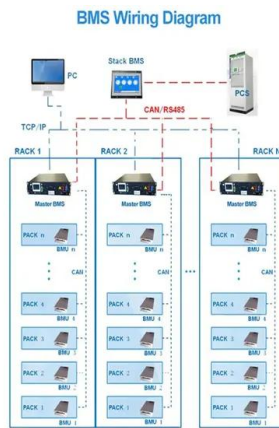 BMS Wiring Diagram
PC
Stack BMS
PCS
CAN/RS485
TCP/IP
RACK 1
RACK 2
RACK N
Master BMS
Master BMS
Master BMS
PACK n
BMU n
PACK n
BMU n
PACK n
BMU n
CAN
CAN
CAN
PACK 4
BMU 4
PACK 4
BMU 4
PACK 4
BMU 4
PACK 3
BMU 3
PACK 3
BMU 3
PACK 3
BMU 3
PACK 2
BMU 2
PACK 2
BMU 2
PACK 2
BMU 2
PACK 1
BMU 1
PACK 1
BMU 1
PACK 1
BMU 1